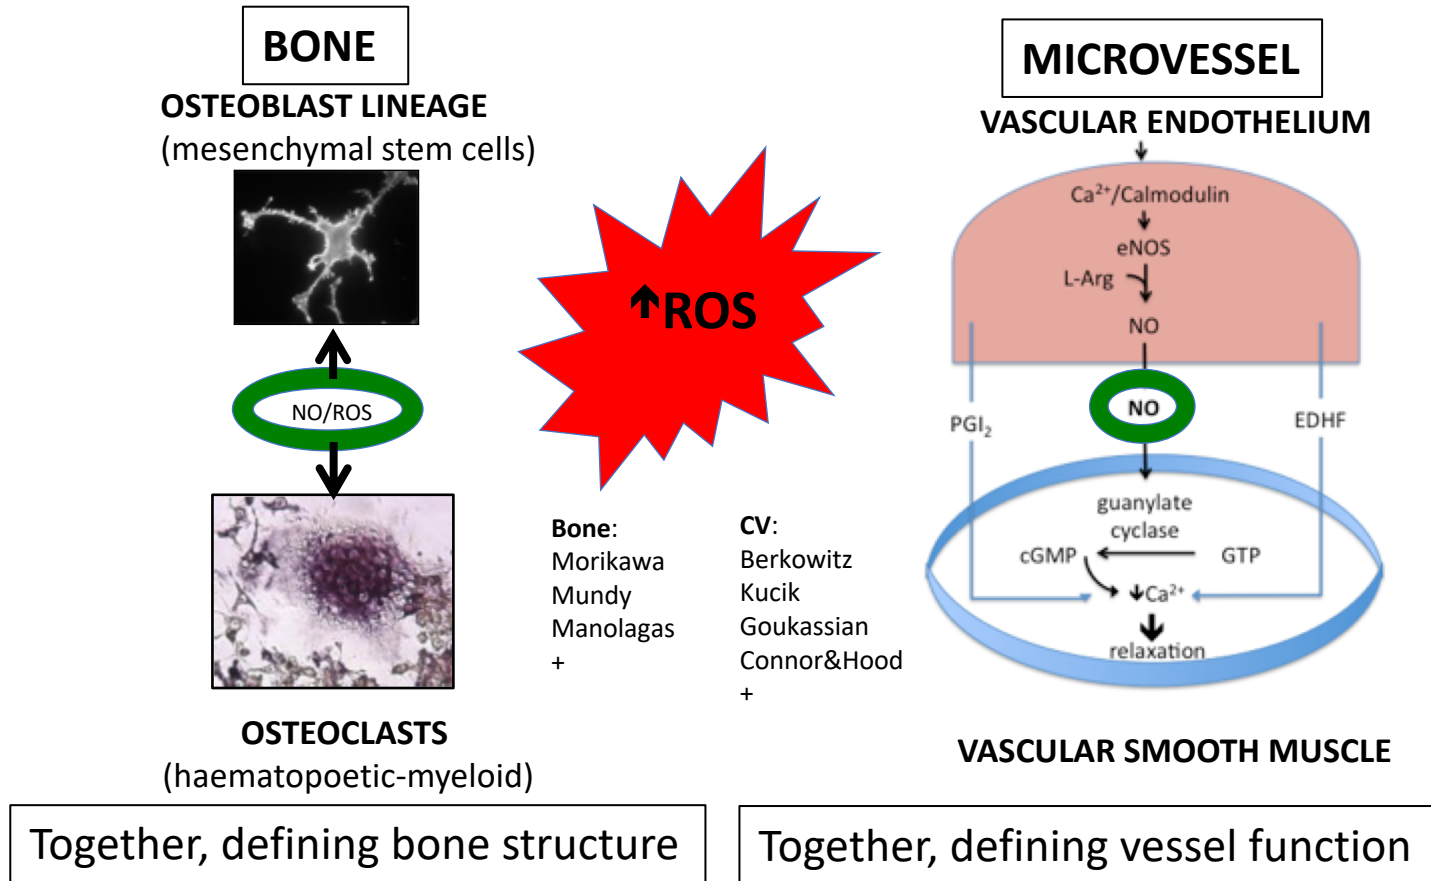 BONE
OSTEOBLAST LINEAGE
(mesenchymal stem cells)
NO/ROS
OSTEOCLASTS
(haematopoetic-myeloid)
Together, defining bone structure
↑ROS
Bone:
Morikawa
Mundy
Manolagas
+
CV:
Berkowitz
Kucik
Goukassian
Connor&Hood
+
MICROVESSEL
VASCULAR ENDOTHELIUM
Ca²⁺/Calmodulin
eNOS
L-Arg
NO
NO
PGI₂
EDHF
guanylate
cyclase
cGMP
GTP
↓Ca²⁺
relaxation
VASCULAR SMOOTH MUSCLE
Together, defining vessel function